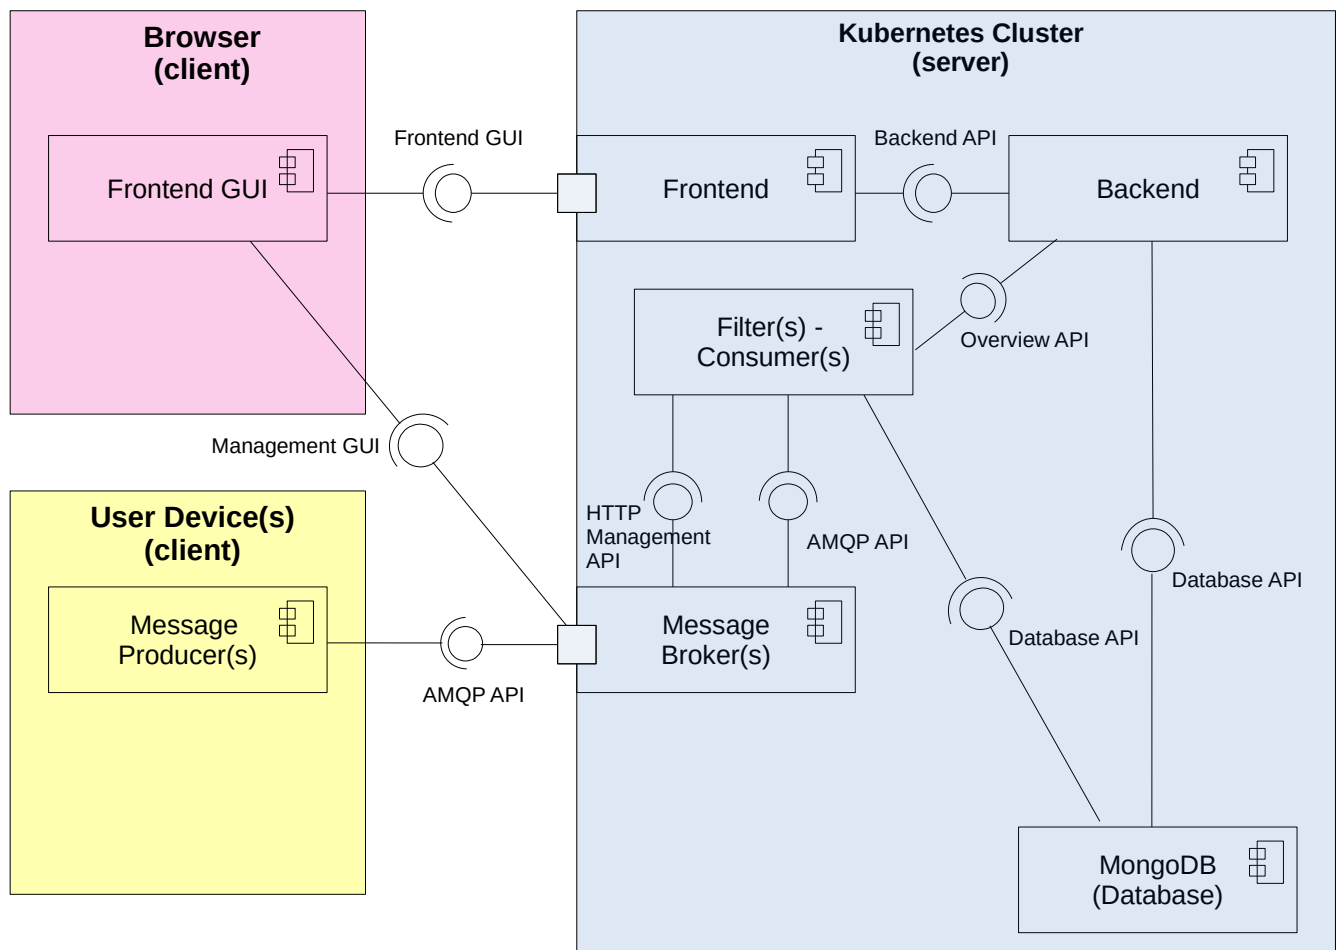 Browser
(client)
Kubernetes Cluster
(server)
Frontend GUI
Backend API
Frontend GUI
Frontend
Backend
Filter(s) -
Consumer(s)
Overview API
Management GUI
User Device(s)
(client)
HTTP
Management
API
AMQP API
Database API
Message
Producer(s)
Message
Broker(s)
Database API
AMQP API
MongoDB
(Database)